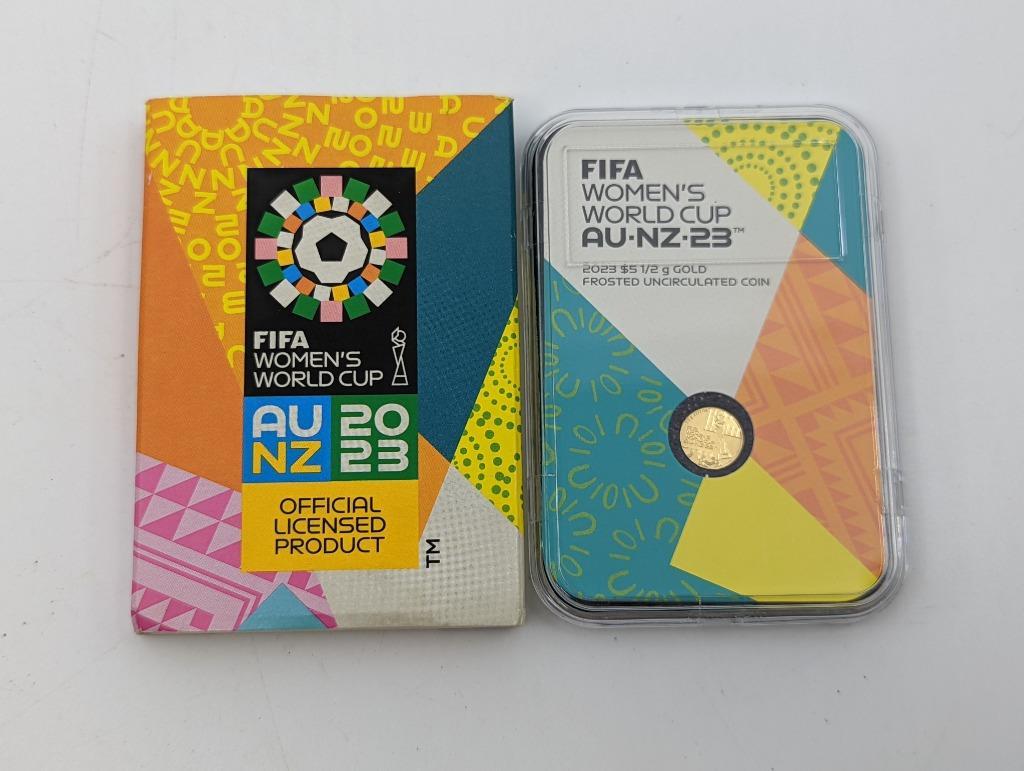 FIFA
WOMEN'S
WORLD CUP
AU 20
NZ 23
OFFICIAL
LICENSED
PRODUCT
TM
FIFA
WOMEN'S
WORLD CUP
AU·NZ·23™
2023 $5 1/2 g GOLD
FROSTED UNCIRCULATED COIN